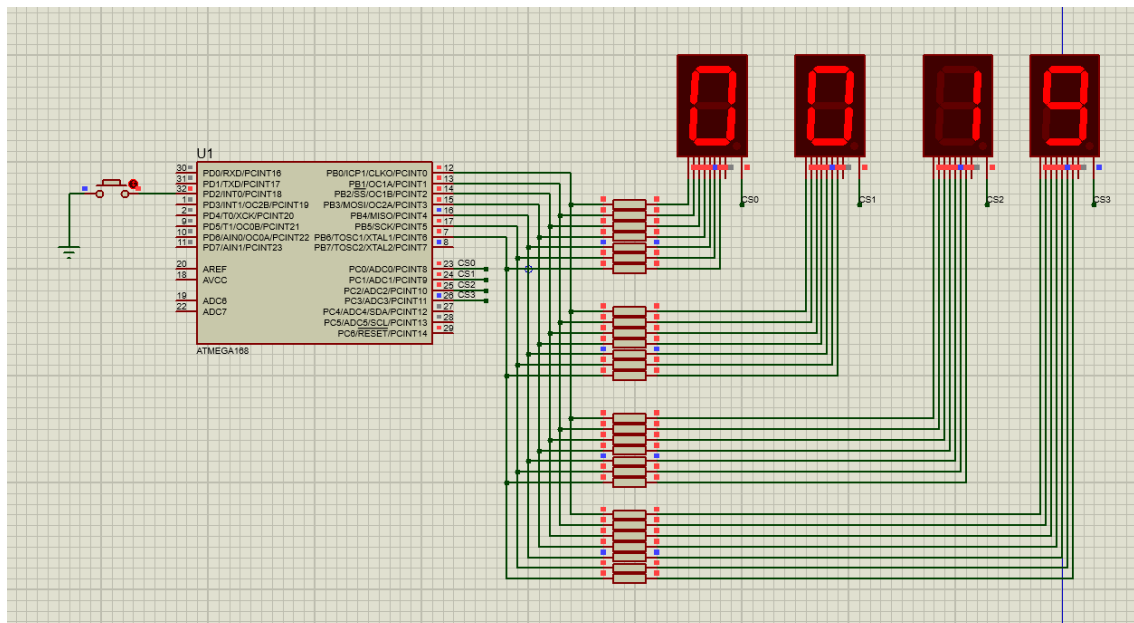 0 0 1 9
CS0 CS1 CS2 CS3
U1
30 PD0/RXD/PCINT16 PB0/ICP1/CLKO/PCINT0 12
31 PD1/TXD/PCINT17 PB1/OC1A/PCINT1 13
32 PD2/INT0/PCINT18 PB2/SS/OC1B/PCINT2 14
1 PD3/INT1/OC2B/PCINT19 PB3/MOSI/OC2A/PCINT3 15
2 PD4/T0/XCK/PCINT20 PB4/MISO/PCINT4 16
9 PD5/T1/OC0B/PCINT21 PB5/SCK/PCINT5 17
10 PD6/AIN0/OC0A/PCINT22 PB6/TOSC1/XTAL1/PCINT6 7
11 PD7/AIN1/PCINT23 PB7/TOSC2/XTAL2/PCINT7 8
20 AREF PC0/ADC0/PCINT8 23 CS0
18 AVCC PC1/ADC1/PCINT9 24 CS1
PC2/ADC2/PCINT10 25 CS2
19 ADC6 PC3/ADC3/PCINT11 26 CS3
22 ADC7 PC4/ADC4/SDA/PCINT12 27
PC5/ADC5/SCL/PCINT13 28
PC6/RESET/PCINT14 29
ATMEGA168